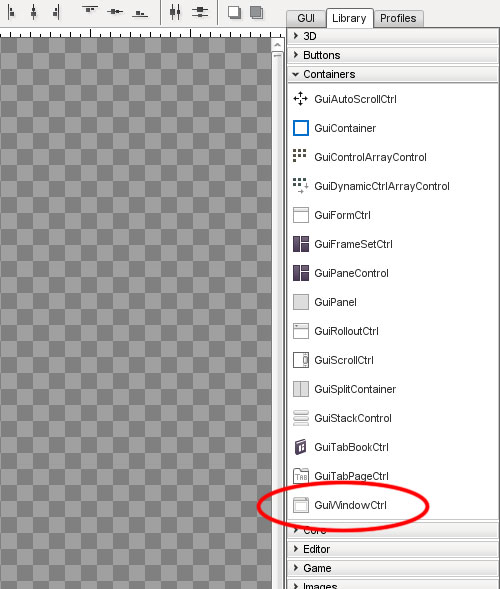 GUI Library Profiles
3D
Buttons
Containers
GuiAutoScrollCtrl
GuiContainer
GuiControlArrayControl
GuiDynamicCtrlArrayControl
GuiFormCtrl
GuiFrameSetCtrl
GuiPaneControl
GuiPanel
GuiRolloutCtrl
GuiScrollCtrl
GuiSplitContainer
GuiStackControl
GuiTabBookCtrl
TAB GuiTabPageCtrl
GuiWindowCtrl
Core
Editor
Game
Images